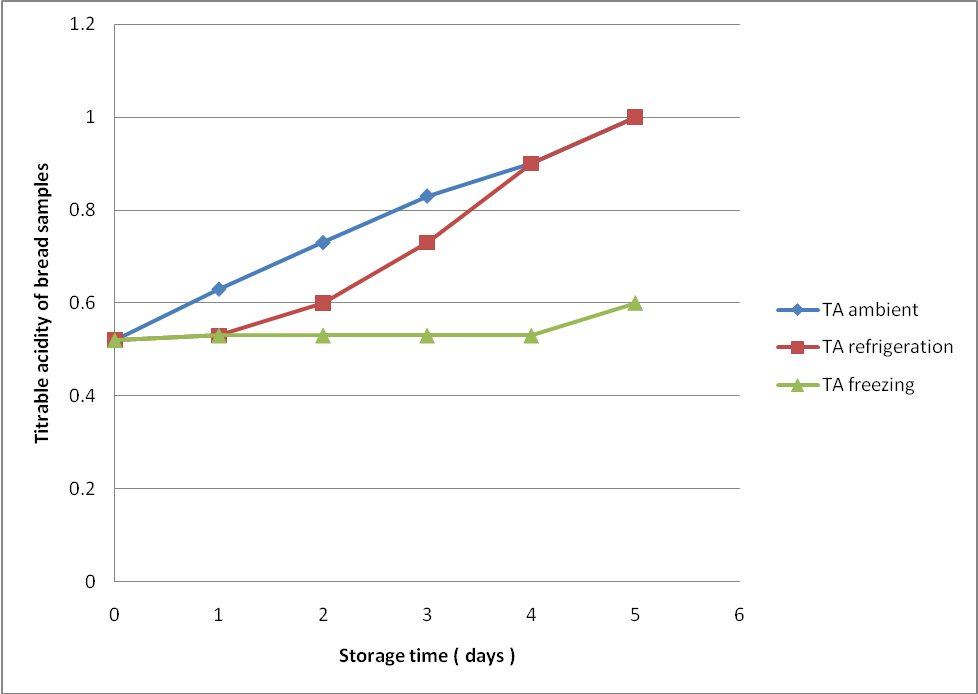 1.2
1
0.8
0.6
0.4
0.2
0
0 1 2 3 4 5 6
Titrable acidity of bread samples
Storage time ( days )
TA ambient
TA refrigeration
TA freezing